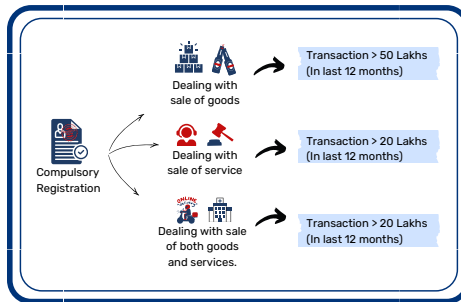 Compulsory
Registration
Dealing with
sale of goods
Transaction > 50 Lakhs
(In last 12 months)
Dealing with
sale of service
Transaction > 20 Lakhs
(In last 12 months)
ONLINE
Dealing with sale
of both goods
and services.
Transaction > 20 Lakhs
(In last 12 months)